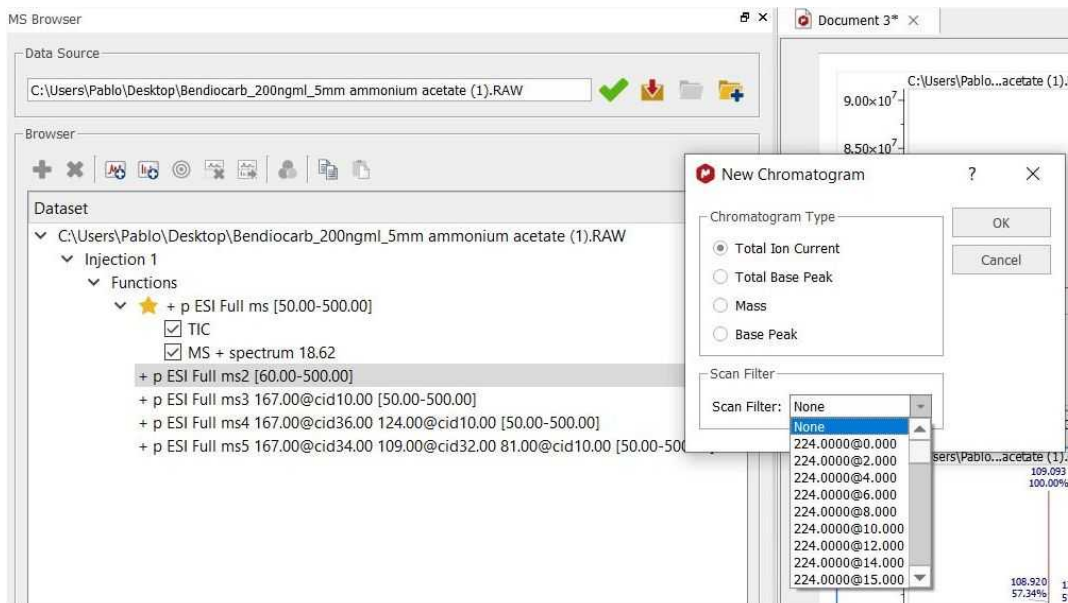 MS Browser
Data Source
C:\Users\Pablo\Desktop\Bendiocarb_200ngml_5mm ammonium acetate (1).RAW
Browser
Dataset
C:\Users\Pablo\Desktop\Bendiocarb_200ngml_5mm ammonium acetate (1).RAW
Injection 1
Functions
+ p ESI Full ms [50.00-500.00]
TIC
MS + spectrum 18.62
+ p ESI Full ms2 [60.00-500.00]
+ p ESI Full ms3 167.00@cid10.00 [50.00-500.00]
+ p ESI Full ms4 167.00@cid36.00 124.00@cid10.00 [50.00-500.00]
+ p ESI Full ms5 167.00@cid34.00 109.00@cid32.00 81.00@cid10.00 [50.00-50
Document 3*
C:\Users\Pablo...acetate (1).
9.00×10⁷
8.50×10⁷
New Chromatogram
?
Chromatogram Type
OK
Total Ion Current
Cancel
Total Base Peak
Mass
Base Peak
Scan Filter
Scan Filter: None
None
224.0000@0.000
224.0000@2.000
224.0000@4.000
224.0000@6.000
224.0000@8.000
224.0000@10.000
224.0000@12.000
224.0000@14.000
224.0000@15.000
sers\Pablo...acetate (1).
109.093
100.00%
108.920
57.34%